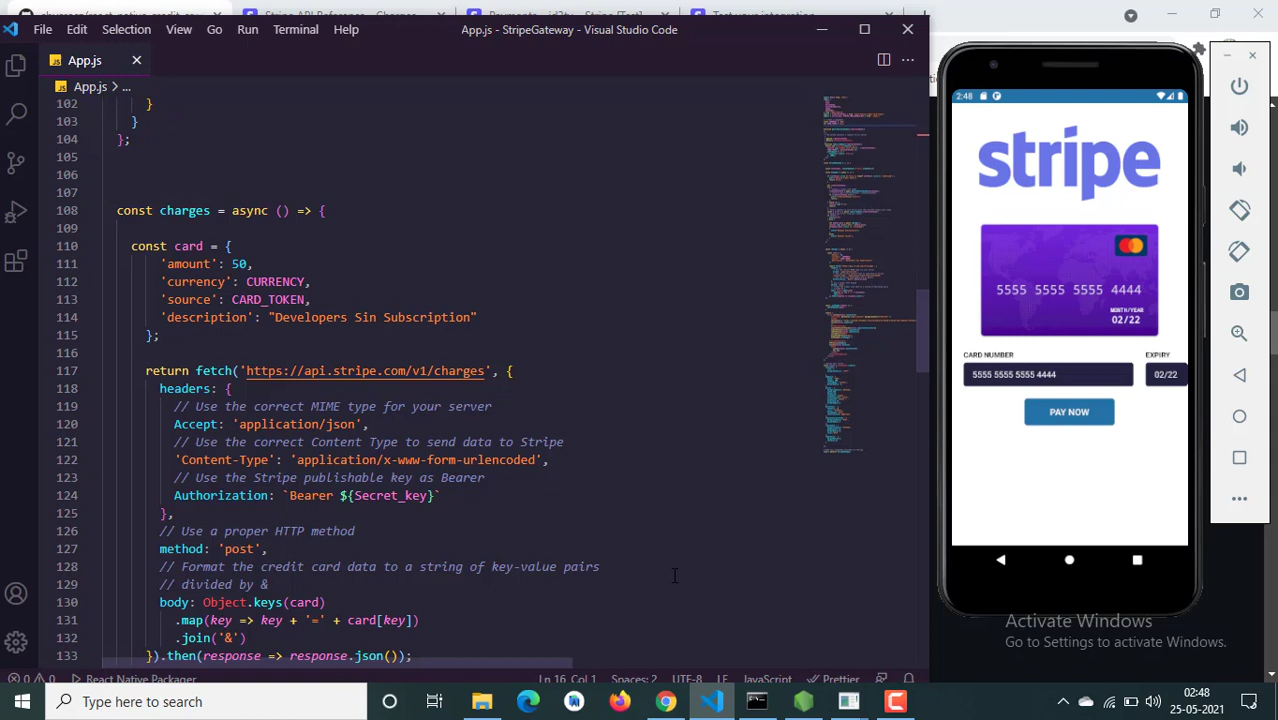 File Edit Selection View Go Run Terminal Help
App.js - StripeGateway - Visual Studio Code
App.js
App.js > ...
102 }
103 }
104 };
105
106
107
108 const charges = async () => {
109
110 const card = {
111 'amount': 50,
112 'currency': CURRENCY,
113 'source': CARD_TOKEN,
114 'description': "Developers Sin Subscription"
115 };
116
117 return fetch('https://api.stripe.com/v1/charges', {
118 headers: {
119 // Use the correct MIME type for your server
120 Accept: 'application/json',
121 // Use the correct Content Type to send data to Stripe
122 'Content-Type': 'application/x-www-form-urlencoded',
123 // Use the Stripe publishable key as Bearer
124 Authorization: `Bearer ${Secret_key}`
125 },
126 // Use a proper HTTP method
127 method: 'post',
128 // Format the credit card data to a string of key-value pairs
129 // divided by &
130 body: Object.keys(card)
131 .map(key => key + '=' + card[key])
132 .join('&')
133 }).then(response => response.json());
0 0 React Native Packager Ln 16, Col 1 Spaces: 2 UTF-8 LF JavaScript Prettier
2:48
stripe
5555 5555 5555 4444
MONTH/YEAR
02/22
CARD NUMBER EXPIRY
5555 5555 5555 4444 02/22
PAY NOW
Activate Windows
Go to Settings to activate Windows.
Type here to search
02:48
25-05-2021